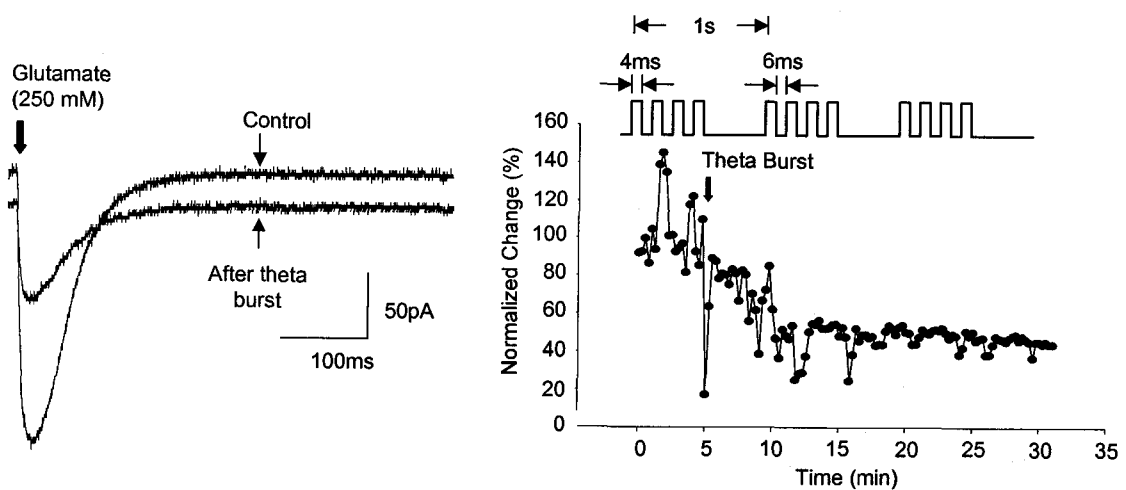 Glutamate
(250 mM)
Control
After theta
burst
50pA
100ms
1s
4ms
6ms
Theta Burst
Normalized Change (%)
160
140
120
100
80
60
40
20
0
0
5
10
15
20
25
30
35
Time (min)